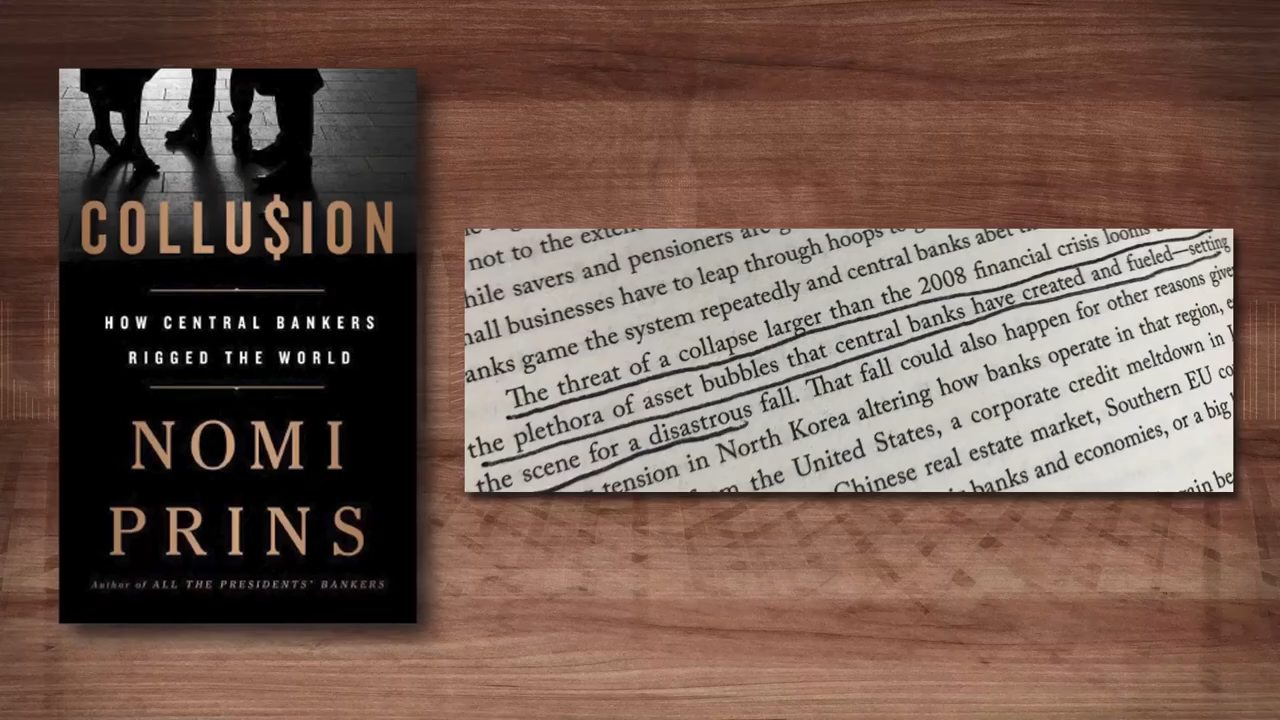 COLLU$ION
HOW CENTRAL BANKERS
RIGGED THE WORLD
NOMI
PRINS
Author of ALL THE PRESIDENTS' BANKERS
not to the
savers and pensioners are
businesses have to leap through hoops to
game the system repeatedly and central banks abet
The threat of a collapse larger than the 2008 financial crisis looms
the plethora of asset bubbles that central banks have created and fueled—setting
the scene for a disastrous fall. That fall could also happen for other reasons
tension in North Korea altering how banks operate in that region,
the United States, a corporate credit meltdown in
Chinese real estate market, Southern EU
banks and economies, or a big